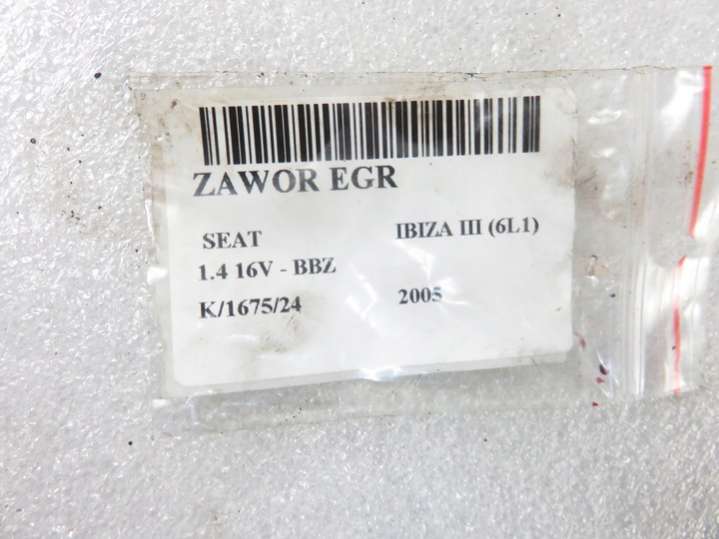 ZAWOR EGR
SEAT IBIZA III (6L1)
1.4 16V - BBZ
K/1675/24 2005